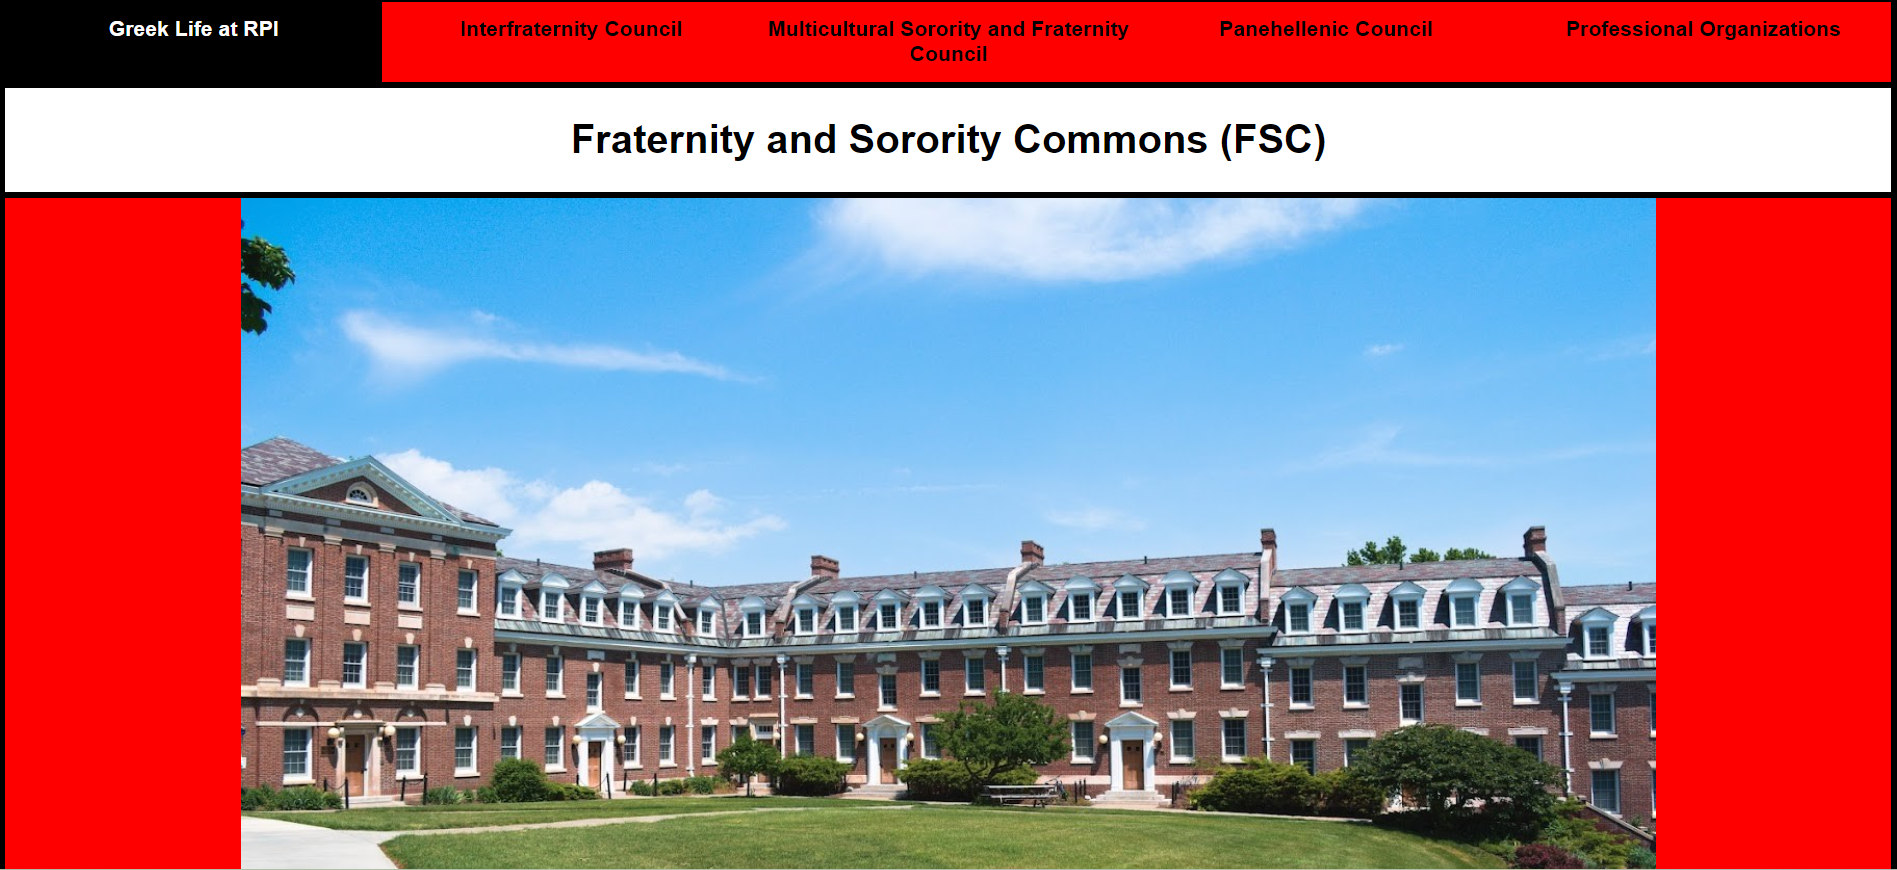 Greek Life at RPI
Interfraternity Council
Multicultural Sorority and Fraternity
Council
Panehellenic Council
Professional Organizations
Fraternity and Sorority Commons (FSC)